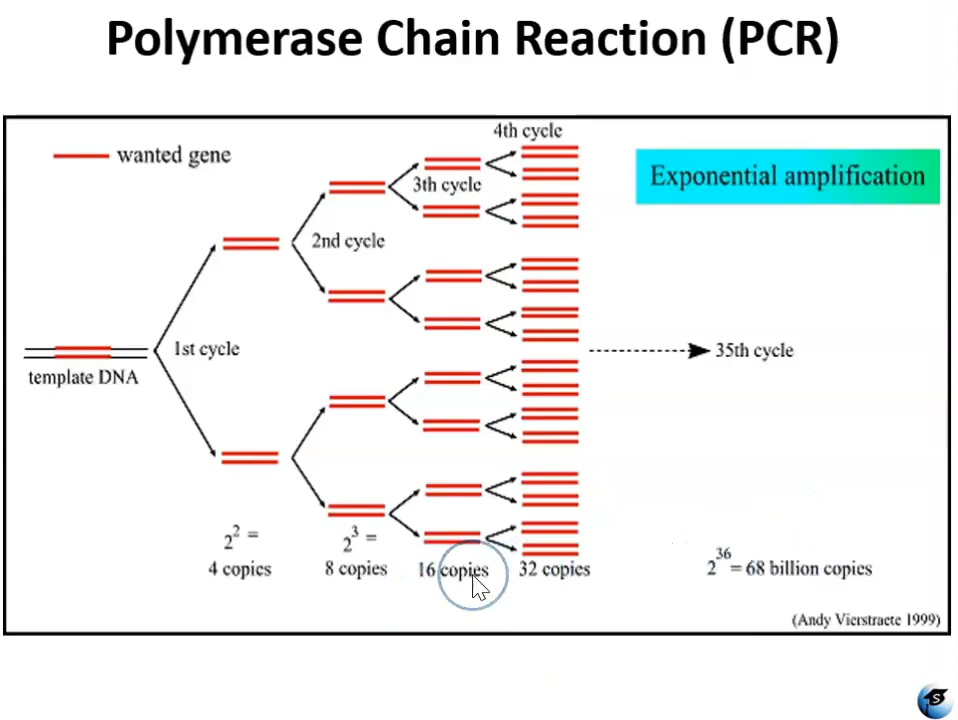 Polymerase Chain Reaction (PCR)
4th cycle
wanted gene
Exponential amplification
3th cycle
2nd cycle
1st cycle
35th cycle
template DNA
2² =
4 copies
2³ =
8 copies
16 copies
32 copies
2³⁶ = 68 billion copies
(Andy Vierstraete 1999)
S